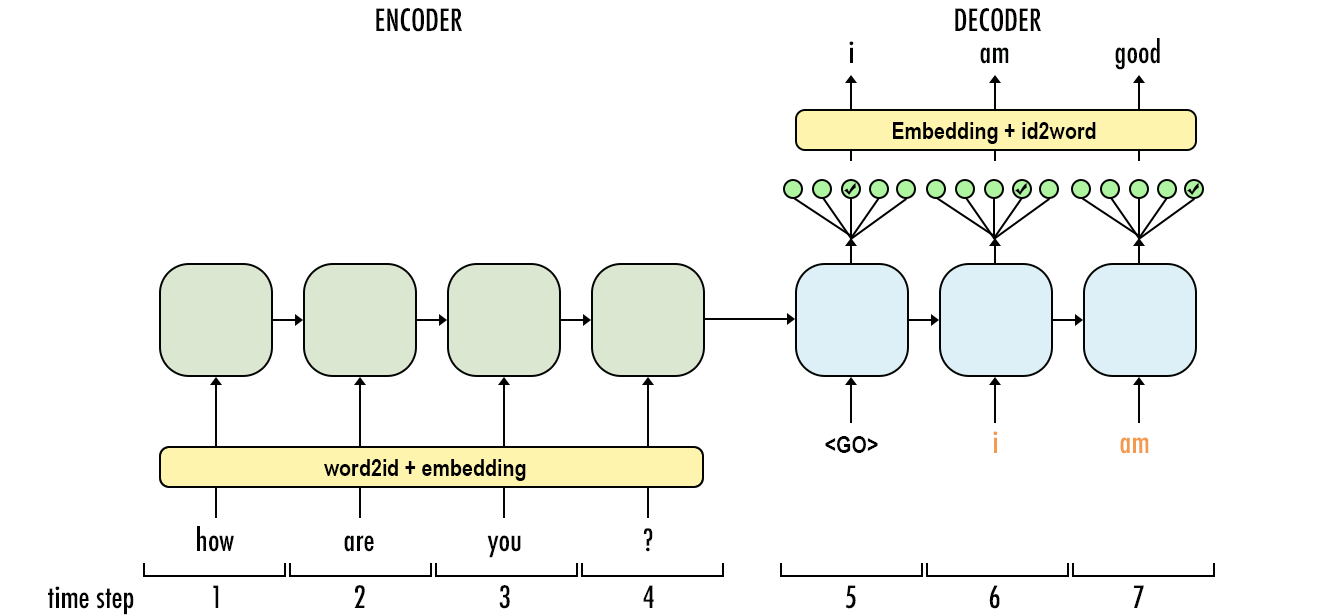 ENCODER
DECODER
i am good
Embedding + id2word
<GO> i am
word2id + embedding
how are you ?
time step 1 2 3 4 5 6 7